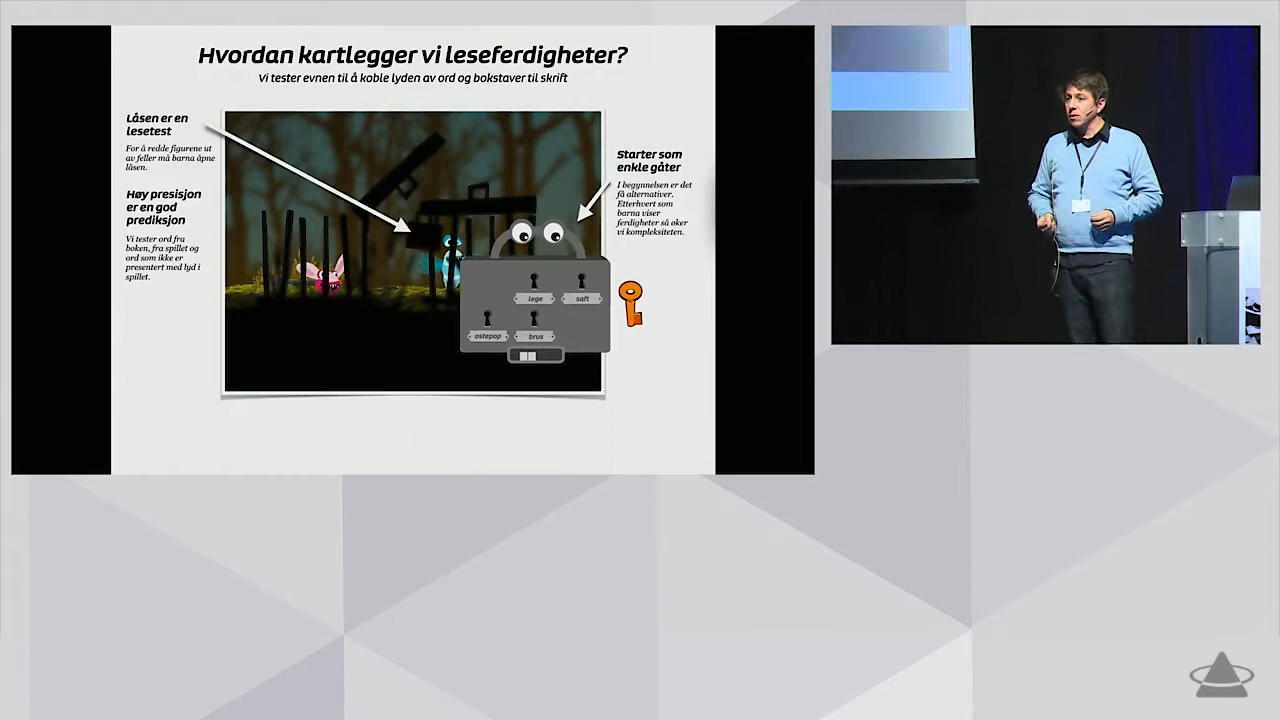 Hvordan kartlegger vi leseferdigheter?
Vi tester evnen til å koble lyden av ord og bokstaver til skrift
Låsen er en
lesetest
For å redde figurene ut
av feller må barna åpne
låsen.
Høy presisjon
er en god
prediksjon
Vi tester ord fra
boken, fra spillet og
ord som ikke er
presentert med lyd i
spillet.
Starter som
enkle gåter
I begynnelsen er det
få alternativer.
Etterhvert som
barna viser
ferdigheter så øker
vi kompleksiteten.
lege saft
ostepop brus